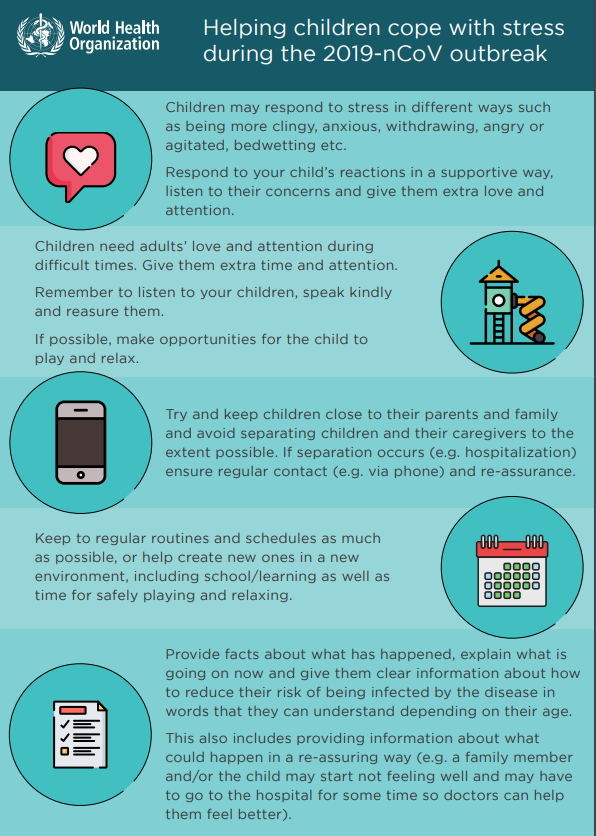 World Health
Organization
Helping children cope with stress
during the 2019-nCoV outbreak
Children may respond to stress in different ways such
as being more clingy, anxious, withdrawing, angry or
agitated, bedwetting etc.
Respond to your child's reactions in a supportive way,
listen to their concerns and give them extra love and
attention.
Children need adults' love and attention during
difficult times. Give them extra time and attention.
Remember to listen to your children, speak kindly
and reasure them.
If possible, make opportunities for the child to
play and relax.
Try and keep children close to their parents and family
and avoid separating children and their caregivers to the
extent possible. If separation occurs (e.g. hospitalization)
ensure regular contact (e.g. via phone) and re-assurance.
Keep to regular routines and schedules as much
as possible, or help create new ones in a new
environment, including school/learning as well as
time for safely playing and relaxing.
Provide facts about what has happened, explain what is
going on now and give them clear information about how
to reduce their risk of being infected by the disease in
words that they can understand depending on their age.
This also includes providing information about what
could happen in a re-assuring way (e.g. a family member
and/or the child may start not feeling well and may have
to go to the hospital for some time so doctors can help
them feel better).